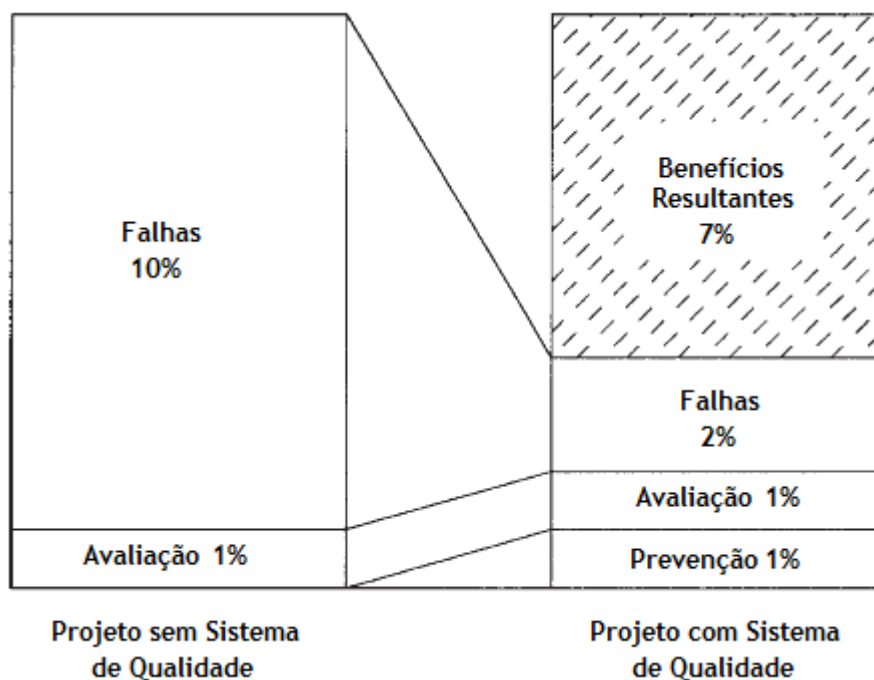 Falhas
10%
Avaliação 1%
Projeto sem Sistema
de Qualidade
Benefícios
Resultantes
7%
Falhas
2%
Avaliação 1%
Prevenção 1%
Projeto com Sistema
de Qualidade